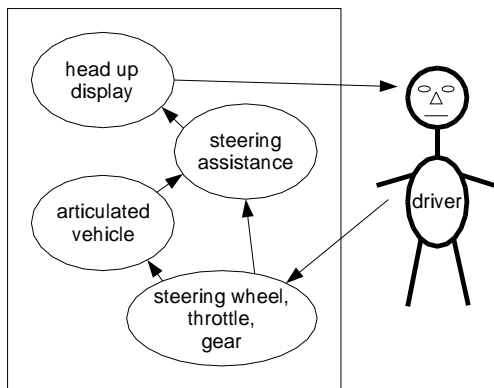 head up
display
steering
assistance
articulated
vehicle
driver
steering wheel,
throttle,
gear